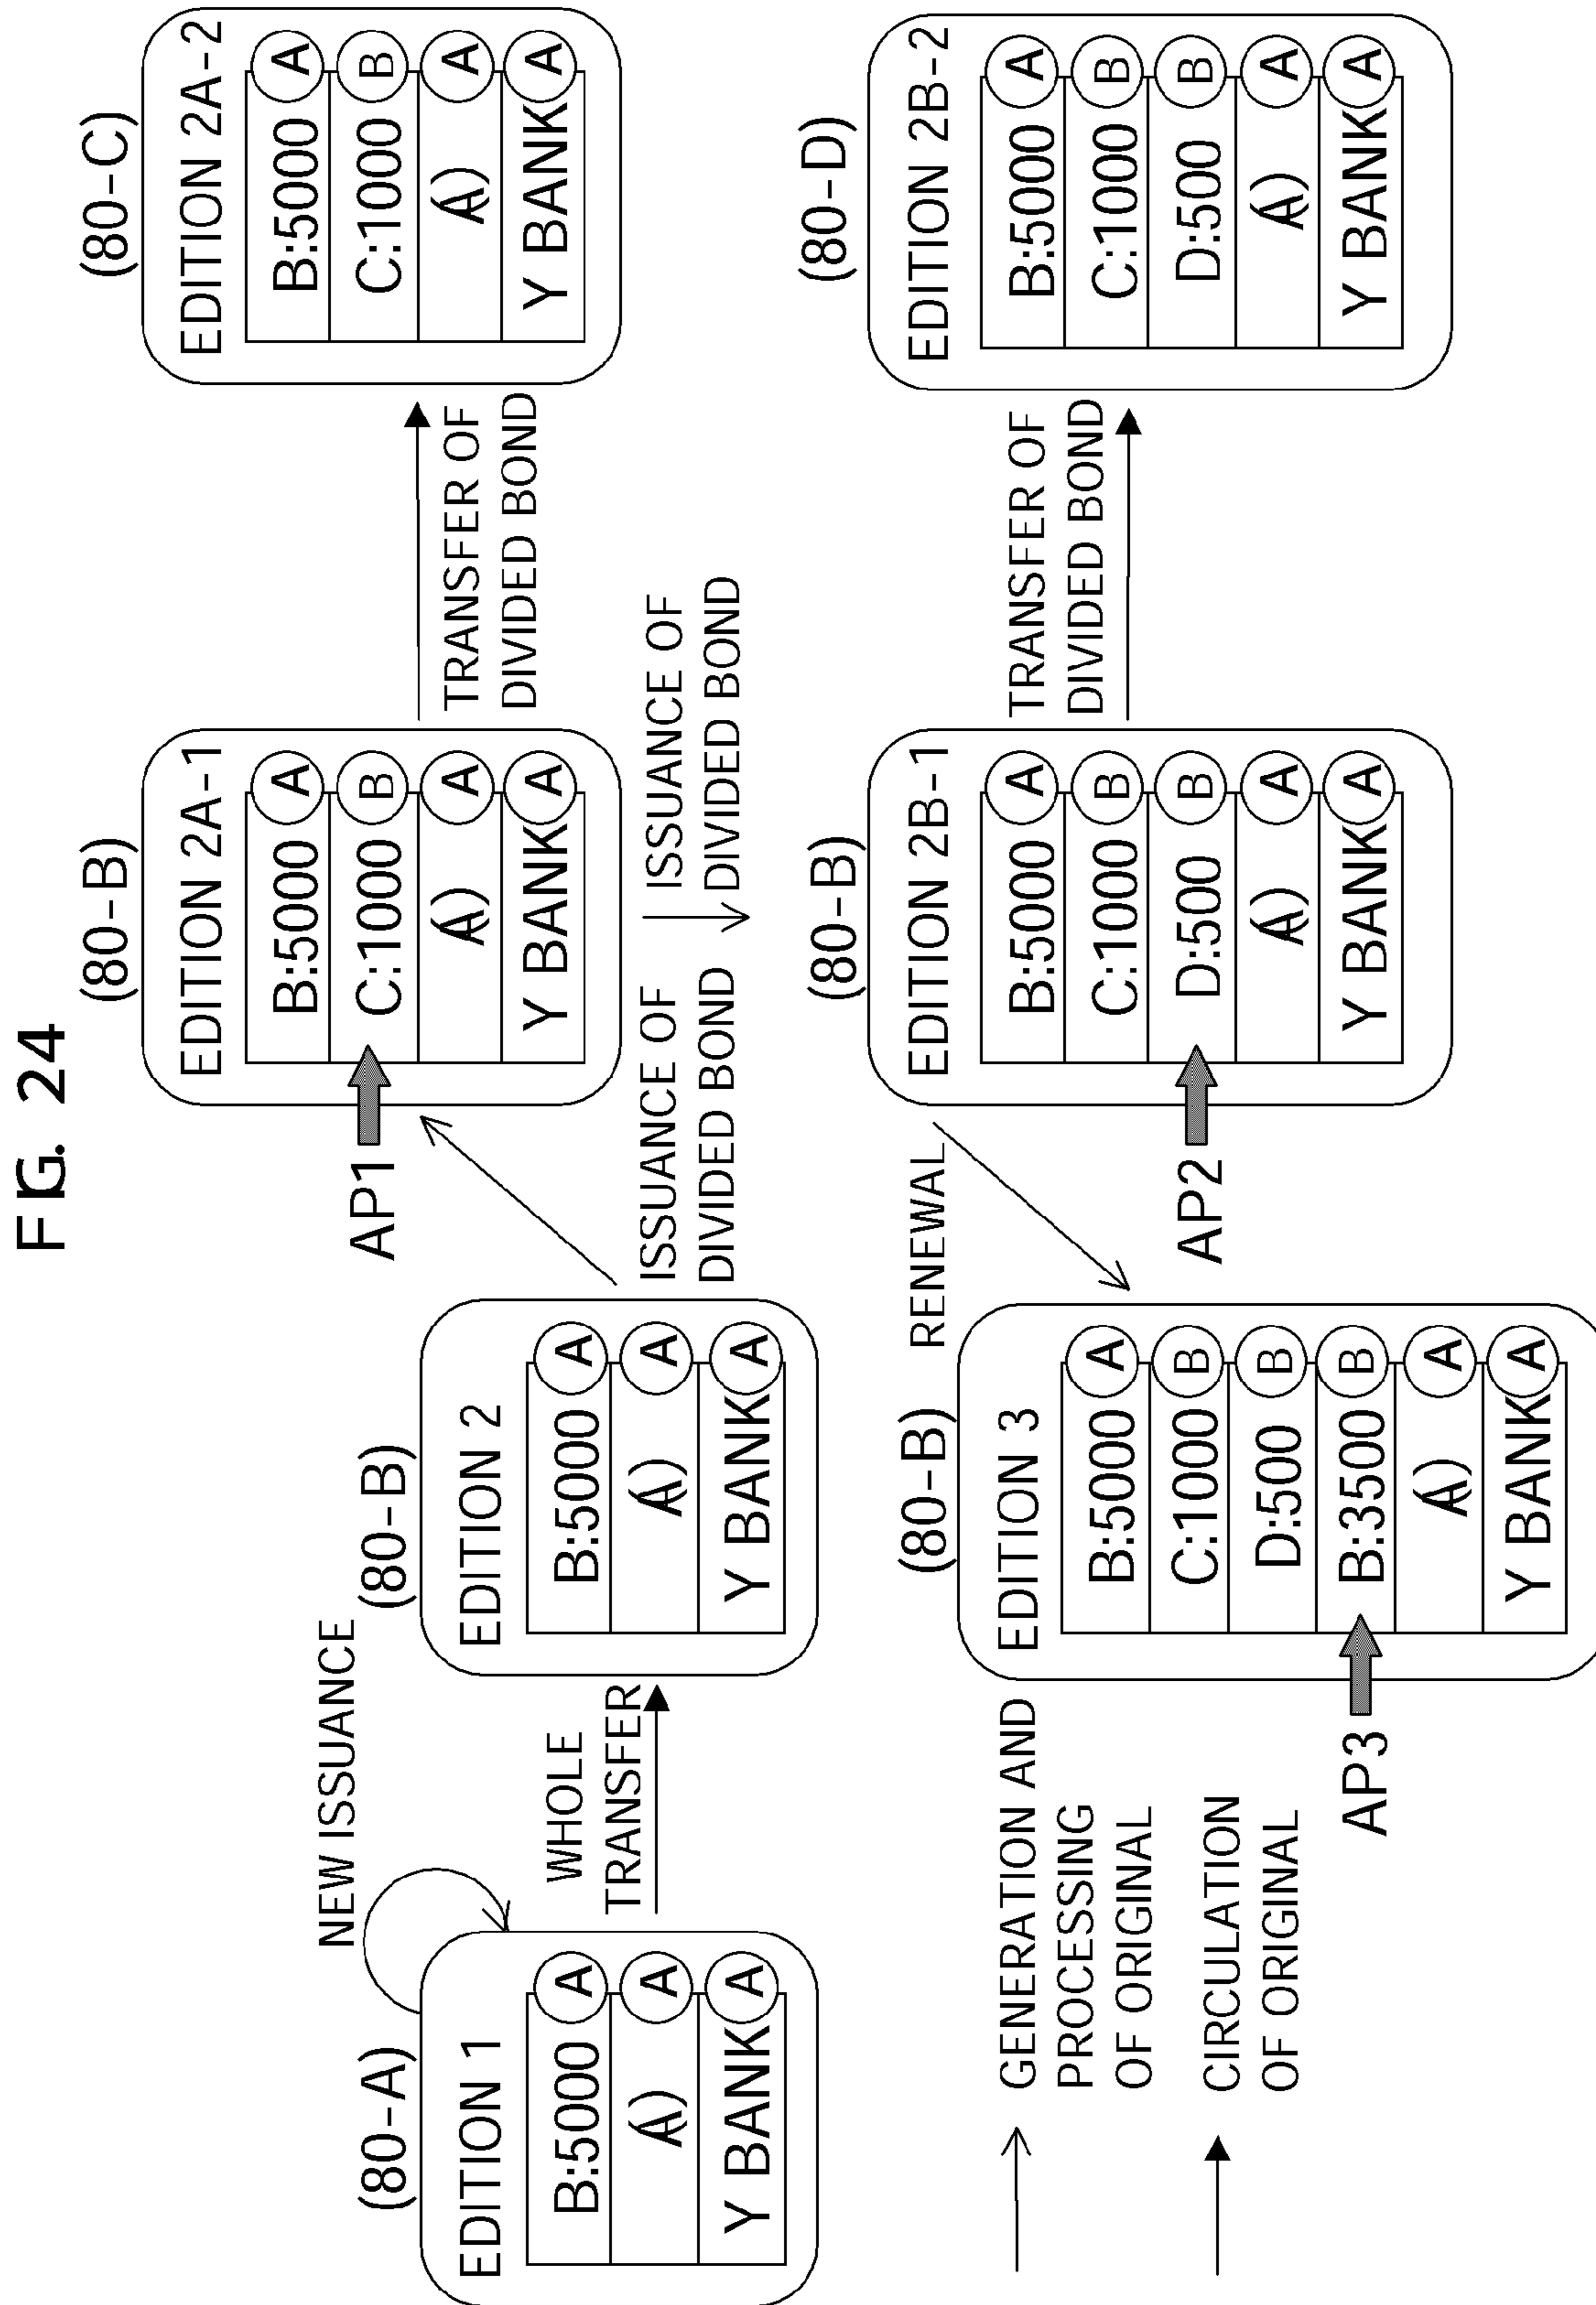 FIG. 24
NEW ISSUANCE
(80-A)
EDITION 1
B:5000 A
(A) A
Y BANK A
WHOLE
TRANSFER
(80-B)
EDITION 2
B:5000 A
(A) A
Y BANK A
ISSUANCE OF
DIVIDED BOND
(80-B)
EDITION 2A-1
B:5000 A
C:1000 B
(A) A
Y BANK A
AP1
TRANSFER OF
DIVIDED BOND
(80-C)
EDITION 2A-2
B:5000 A
C:1000 B
(A) A
Y BANK A
ISSUANCE OF
DIVIDED BOND
(80-B)
EDITION 2B-1
B:5000 A
C:1000 B
D:500 B
(A) A
Y BANK A
AP2
TRANSFER OF
DIVIDED BOND
(80-D)
EDITION 2B-2
B:5000 A
C:1000 B
D:500 B
(A) A
Y BANK A
RENEWAL
(80-B)
EDITION 3
B:5000 A
C:1000 B
D:500 B
B:3500 B
(A) A
Y BANK A
AP3
GENERATION AND
PROCESSING
OF ORIGINAL
CIRCULATION
OF ORIGINAL